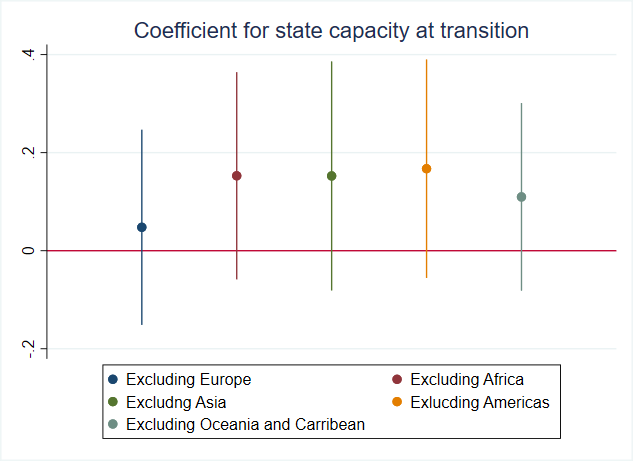 Coefficient for state capacity at transition
.4
.2
0
-.2
Excluding Europe
Excluding Africa
Excludng Asia
Exlucding Americas
Excluding Oceania and Carribean